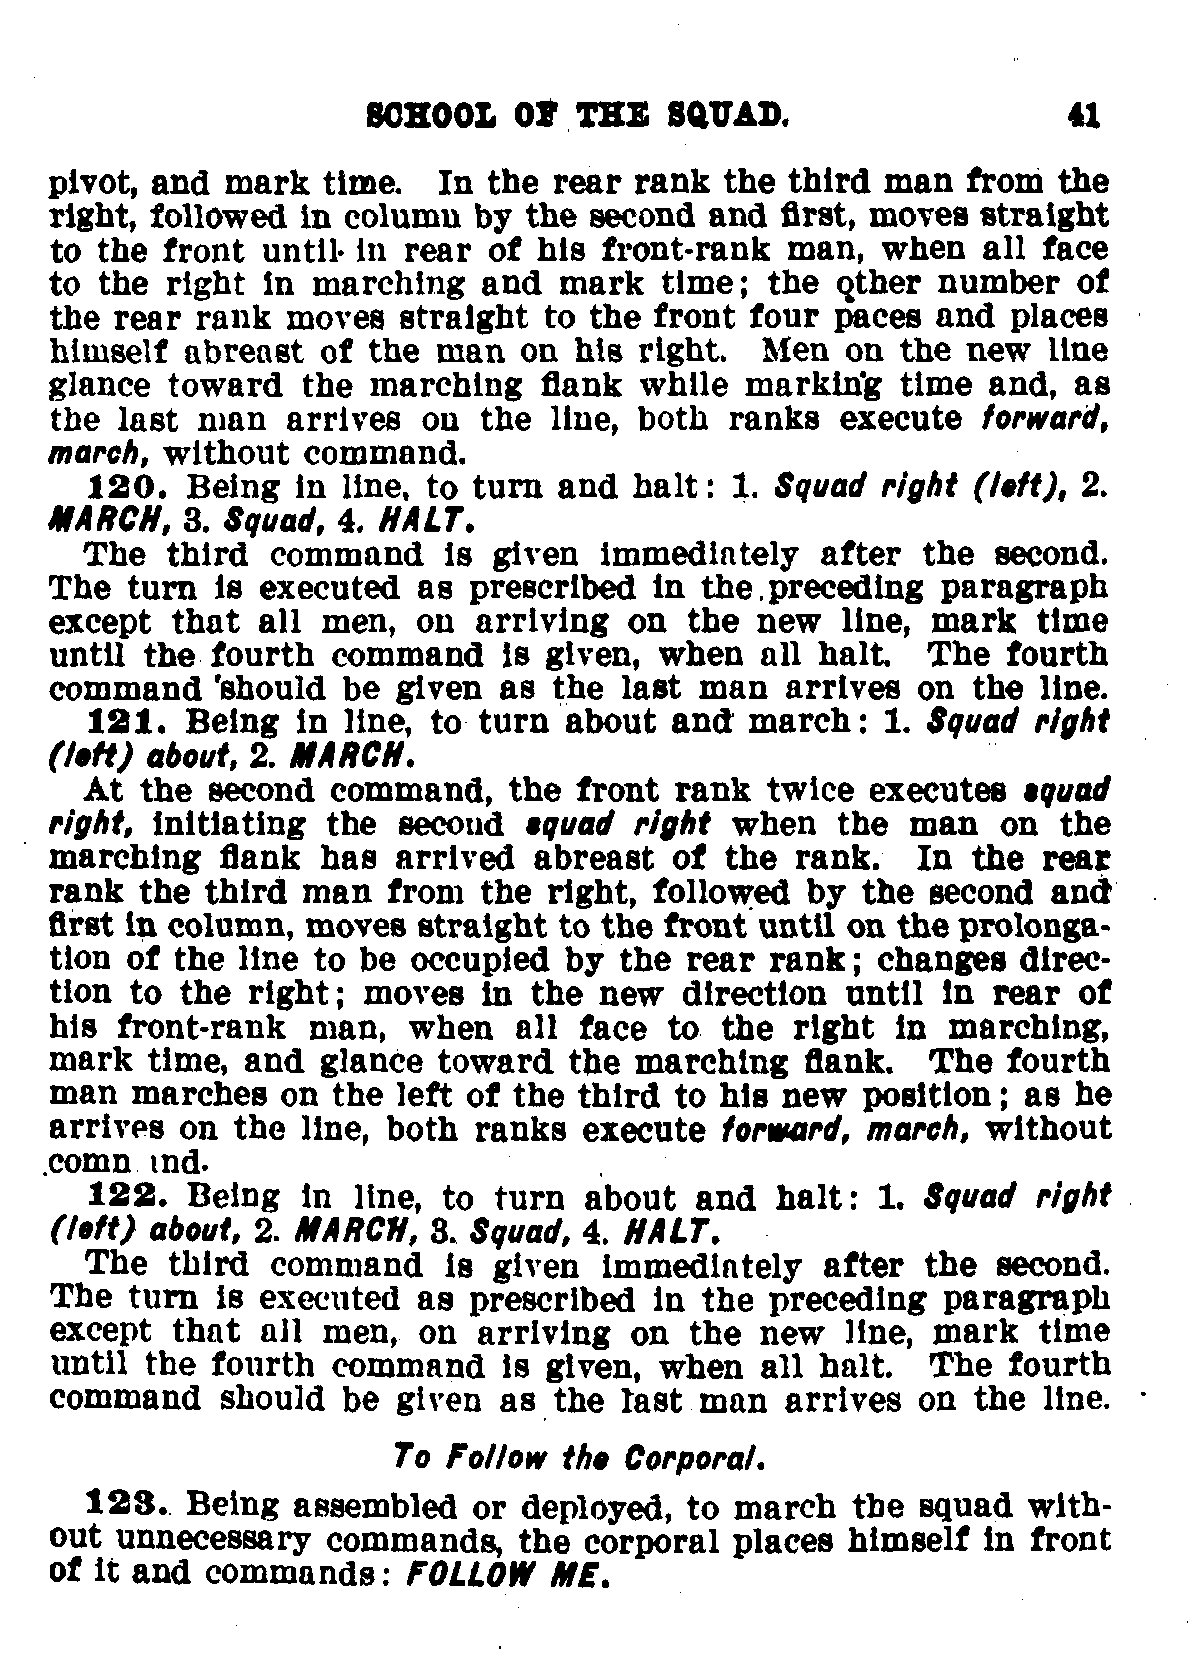 SCHOOL OF THE SQUAD. 41
pivot, and mark time. In the rear rank the third man from the
right, followed in column by the second and first, moves straight
to the front until in rear of his front-rank man, when all face
to the right in marching and mark time; the other number of
the rear rank moves straight to the front four paces and places
himself abreast of the man on his right. Men on the new line
glance toward the marching flank while marking time and, as
the last man arrives on the line, both ranks execute forward,
march, without command.
120. Being in line, to turn and halt: 1. Squad right (left), 2.
MARCH, 3. Squad, 4. HALT.
The third command is given immediately after the second.
The turn is executed as prescribed in the preceding paragraph
except that all men, on arriving on the new line, mark time
until the fourth command is given, when all halt. The fourth
command should be given as the last man arrives on the line.
121. Being in line, to turn about and march: 1. Squad right
(left) about, 2. MARCH.
At the second command, the front rank twice executes squad
right, initiating the second squad right when the man on the
marching flank has arrived abreast of the rank. In the rear
rank the third man from the right, followed by the second and
first in column, moves straight to the front until on the prolonga-
tion of the line to be occupied by the rear rank; changes direc-
tion to the right; moves in the new direction until in rear of
his front-rank man, when all face to the right in marching,
mark time, and glance toward the marching flank. The fourth
man marches on the left of the third to his new position; as he
arrives on the line, both ranks execute forward, march, without
command.
122. Being in line, to turn about and halt: 1. Squad right
(left) about, 2. MARCH, 3. Squad, 4. HALT.
The third command is given immediately after the second.
The turn is executed as prescribed in the preceding paragraph
except that all men, on arriving on the new line, mark time
until the fourth command is given, when all halt. The fourth
command should be given as the last man arrives on the line.
To Follow the Corporal.
123. Being assembled or deployed, to march the squad with-
out unnecessary commands, the corporal places himself in front
of it and commands: FOLLOW ME.